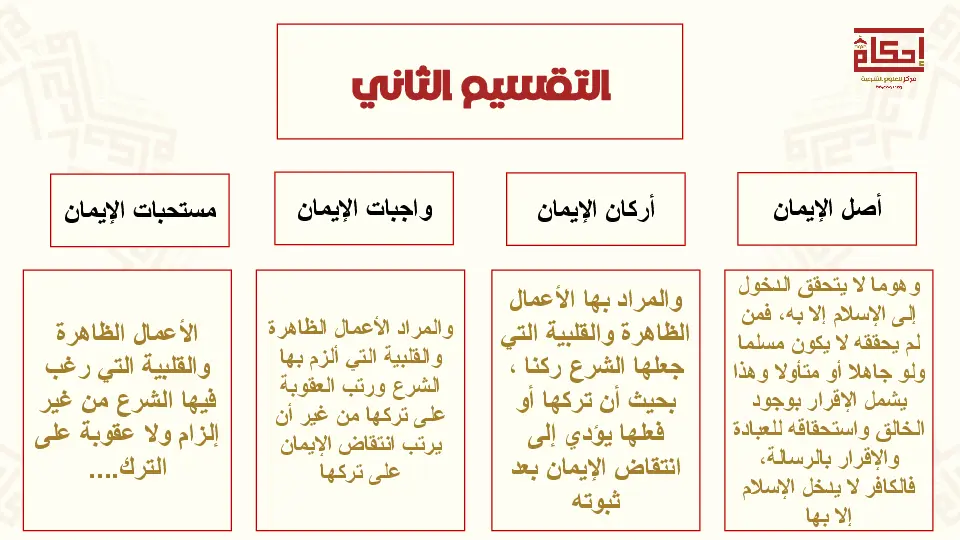 إحكام
مركز للعلوم الشرعية
التقسيم الثاني
أصل الإيمان
وهوما لا يتحقق الدخول
إلى الإسلام إلا به، فمن
لم يحققه لا يكون مسلما
ولو جاهلا أو متأولا وهذا
يشمل الإقرار بوجود
الخالق واستحقاقه للعبادة
والإقرار بالرسالة،
فالكافر لا يدخل الإسلام
إلا بها
أركان الإيمان
والمراد بها الأعمال
الظاهرة والقلبية التي
جعلها الشرع ركنا ،
بحيث أن تركها أو
فعلها يؤدي إلى
انتقاض الإيمان بعد
ثبوته
واجبات الإيمان
والمراد الأعمال الظاهرة
والقلبية التي ألزم بها
الشرع ورتب العقوبة
على تركها من غير أن
يرتب انتقاض الإيمان
على تركها
مستحبات الإيمان
الأعمال الظاهرة
والقلبية التي رغب
فيها الشرع من غير
إلزام ولا عقوبة على
الترك....